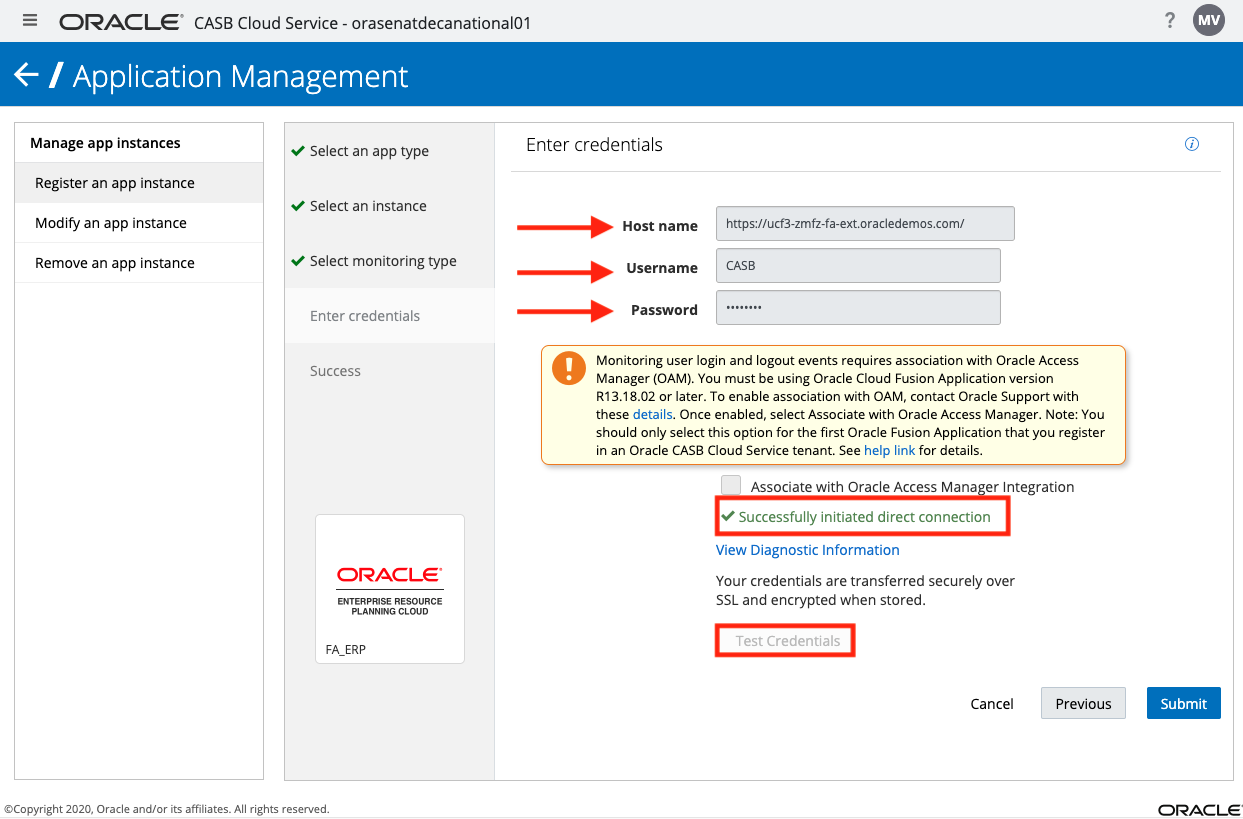 ORACLE® CASB Cloud Service - orasenatdecanational01
? MV
/ Application Management
Manage app instances
Register an app instance
Modify an app instance
Remove an app instance
Select an app type
Select an instance
Select monitoring type
Enter credentials
Success
ORACLE®
ENTERPRISE RESOURCE
PLANNING CLOUD
FA_ERP
Enter credentials
i
Host name https://ucf3-zmfz-fa-ext.oracledemos.com/
Username CASB
Password ••••••••
!
Monitoring user login and logout events requires association with Oracle Access
Manager (OAM). You must be using Oracle Cloud Fusion Application version
R13.18.02 or later. To enable association with OAM, contact Oracle Support with
these details. Once enabled, select Associate with Oracle Access Manager. Note: You
should only select this option for the first Oracle Fusion Application that you register
in an Oracle CASB Cloud Service tenant. See help link for details.
Associate with Oracle Access Manager Integration
Successfully initiated direct connection
View Diagnostic Information
Your credentials are transferred securely over
SSL and encrypted when stored.
Test Credentials
Cancel Previous Submit
©Copyright 2020, Oracle and/or its affiliates. All rights reserved.
ORACLE